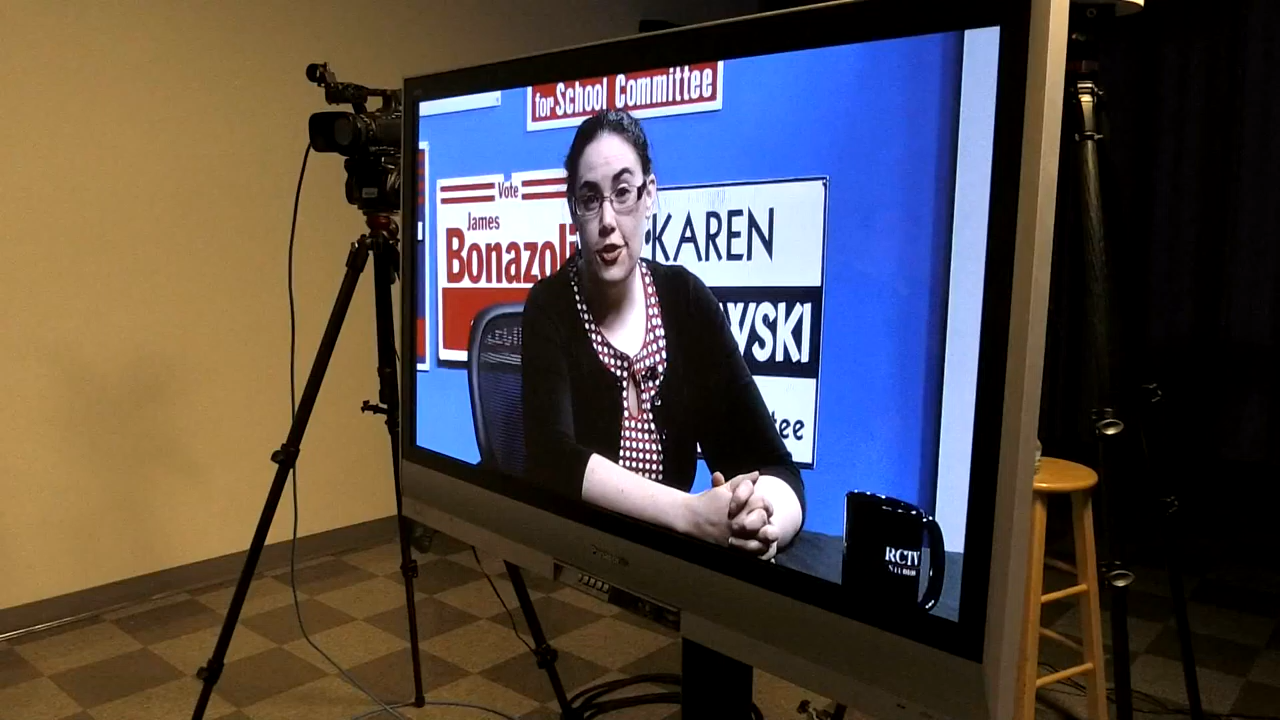 for School Committee
Vote
James
Bonazoli
KAREN
WSKI
tee
RCTV